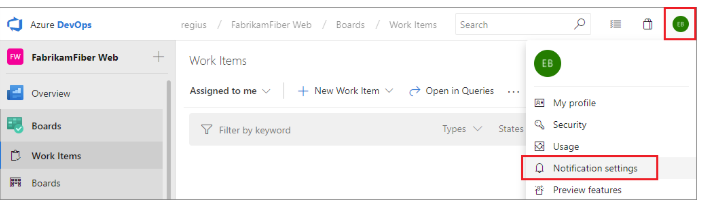 Azure DevOps
regius / FabrikamFiber Web / Boards / Work Items
Search
EB
FW FabrikamFiber Web
Work Items
EB
Overview
Assigned to me
New Work Item
Open in Queries
My profile
Boards
Filter by keyword
Types
States
Security
Work Items
Usage
Notification settings
Boards
Preview features